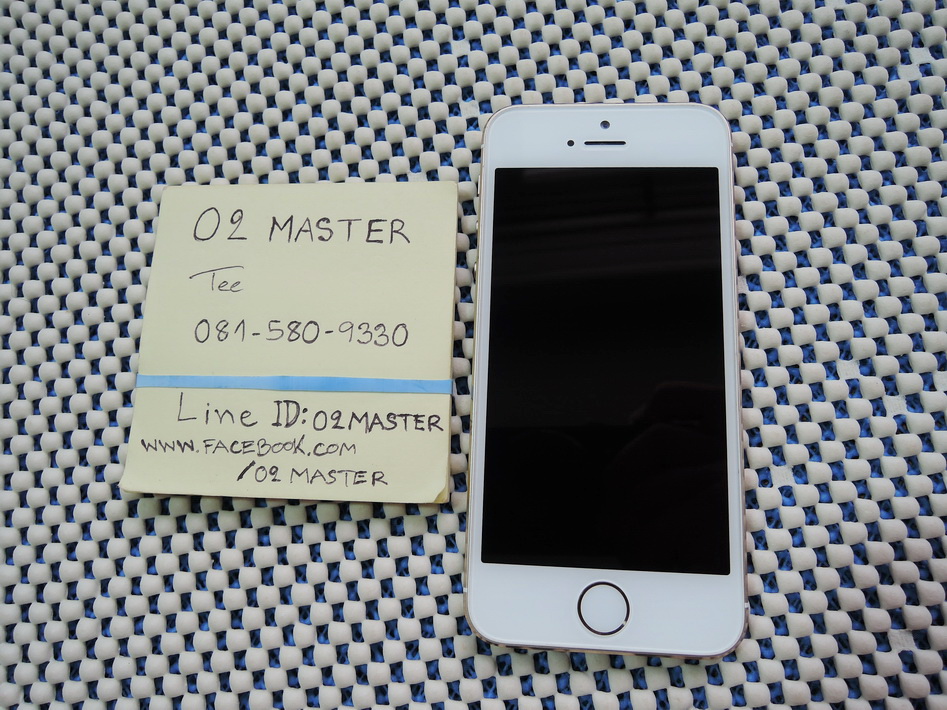 O2 MASTER
Tee
081-580-9330
Line ID: O2MASTER
WWW.FACEBOOK.COM
/O2 MASTER